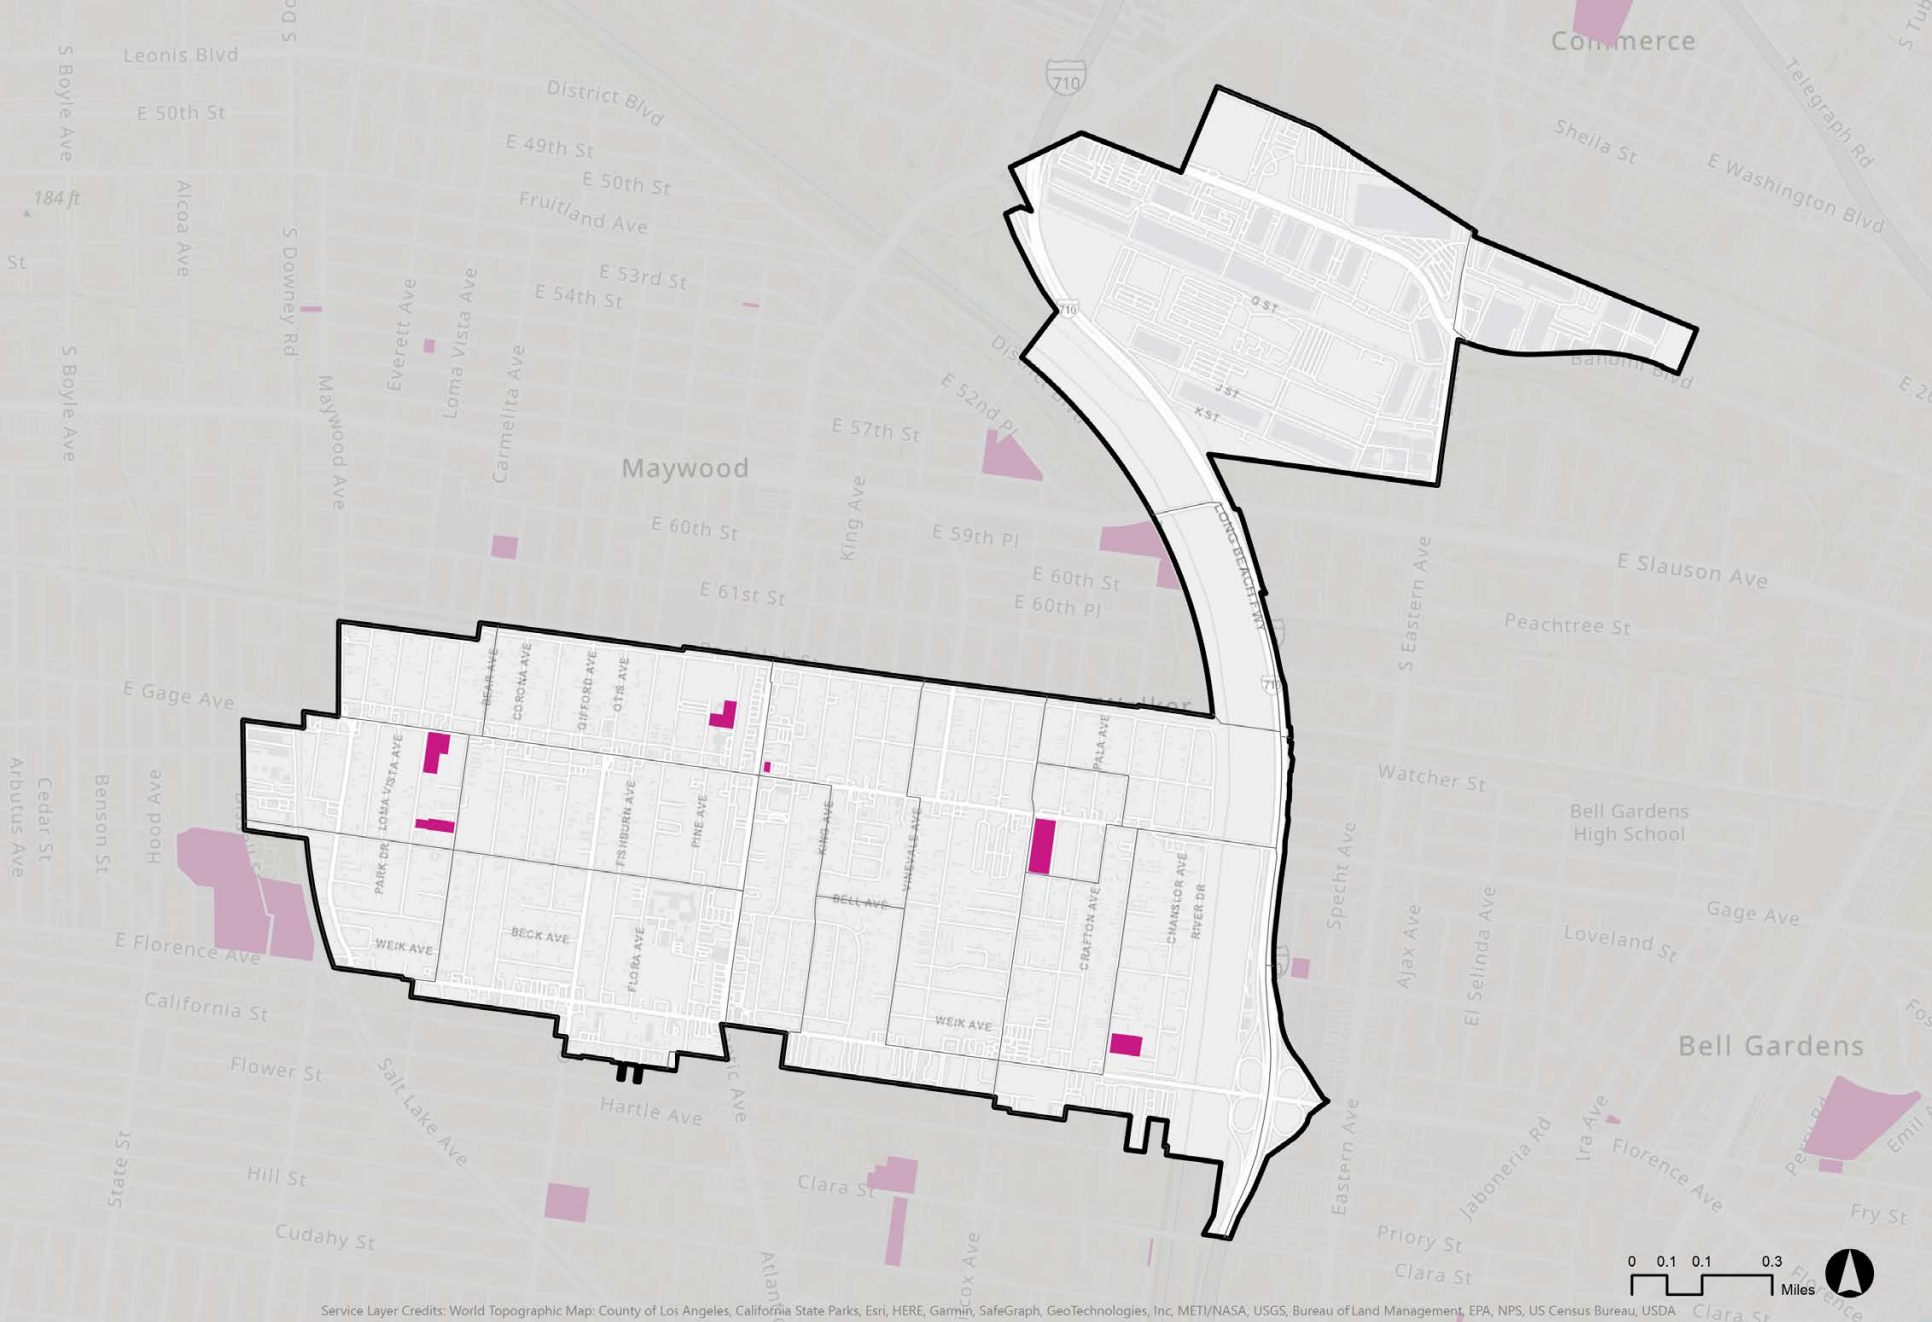 Leonis Blvd
S Boyle Ave
E 50th St
District Blvd
710
Commerce
Telegraph Rd
Sheila St
E Washington Blvd
E 49th St
E 50th St
Fruitland Ave
184 ft
Alcoa Ave
S Downey Rd
St
E 53rd St
E 54th St
Everett Ave
Loma Vista Ave
710
G ST
J ST
K ST
Bandini Blvd
S Boyle Ave
Maywood Ave
Carmelita Ave
E 52nd Pl
E 57th St
Maywood
King Ave
E 60th St
E 59th Pl
E 60th St
E 60th Pl
E 61st St
LONG BEACH FWY
S Eastern Ave
E Slauson Ave
Peachtree St
710
E Gage Ave
BEAR AVE
CORONA AVE
GIFFORD AVE
OTIS AVE
PALA AVE
Watcher St
Bell Gardens
High School
Arbutus Ave
Cedar St
Benson St
Hood Ave
LOMA VISTA AVE
PARK DR
FISHBURN AVE
PINE AVE
KING AVE
VINEVALE AVE
BELL AVE
CRAFTON AVE
CHANSLOR AVE
RIVER DR
Specht Ave
Ajax Ave
El Selinda Ave
Gage Ave
Loveland St
E Florence Ave
WEIK AVE
BECK AVE
FLORA AVE
WEIK AVE
California St
Flower St
Salt Lake Ave
Hartle Ave
Bell Gardens
Eastern Ave
Jaboneria Rd
Ira Ave
Florence Ave
Perry Rd
State St
Hill St
Clara St
Cudahy St
Priory St
Clara St
Fry St
0 0.1 0.1 0.3
Miles
Service Layer Credits: World Topographic Map: County of Los Angeles, California State Parks, Esri, HERE, Garmin, SafeGraph, GeoTechnologies, Inc, METI/NASA, USGS, Bureau of Land Management, EPA, NPS, US Census Bureau, USDA
Clara St